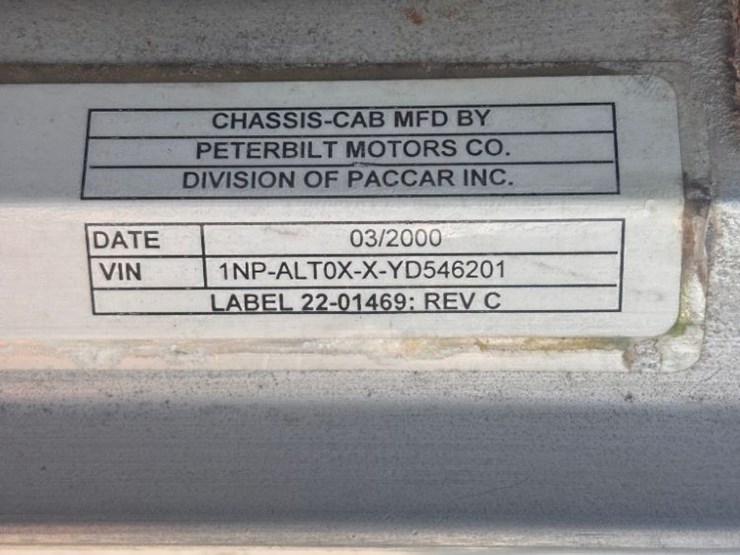 CHASSIS-CAB MFD BY
PETERBILT MOTORS CO.
DIVISION OF PACCAR INC.
DATE 03/2000
VIN 1NP-ALT0X-X-YD546201
LABEL 22-01469: REV C